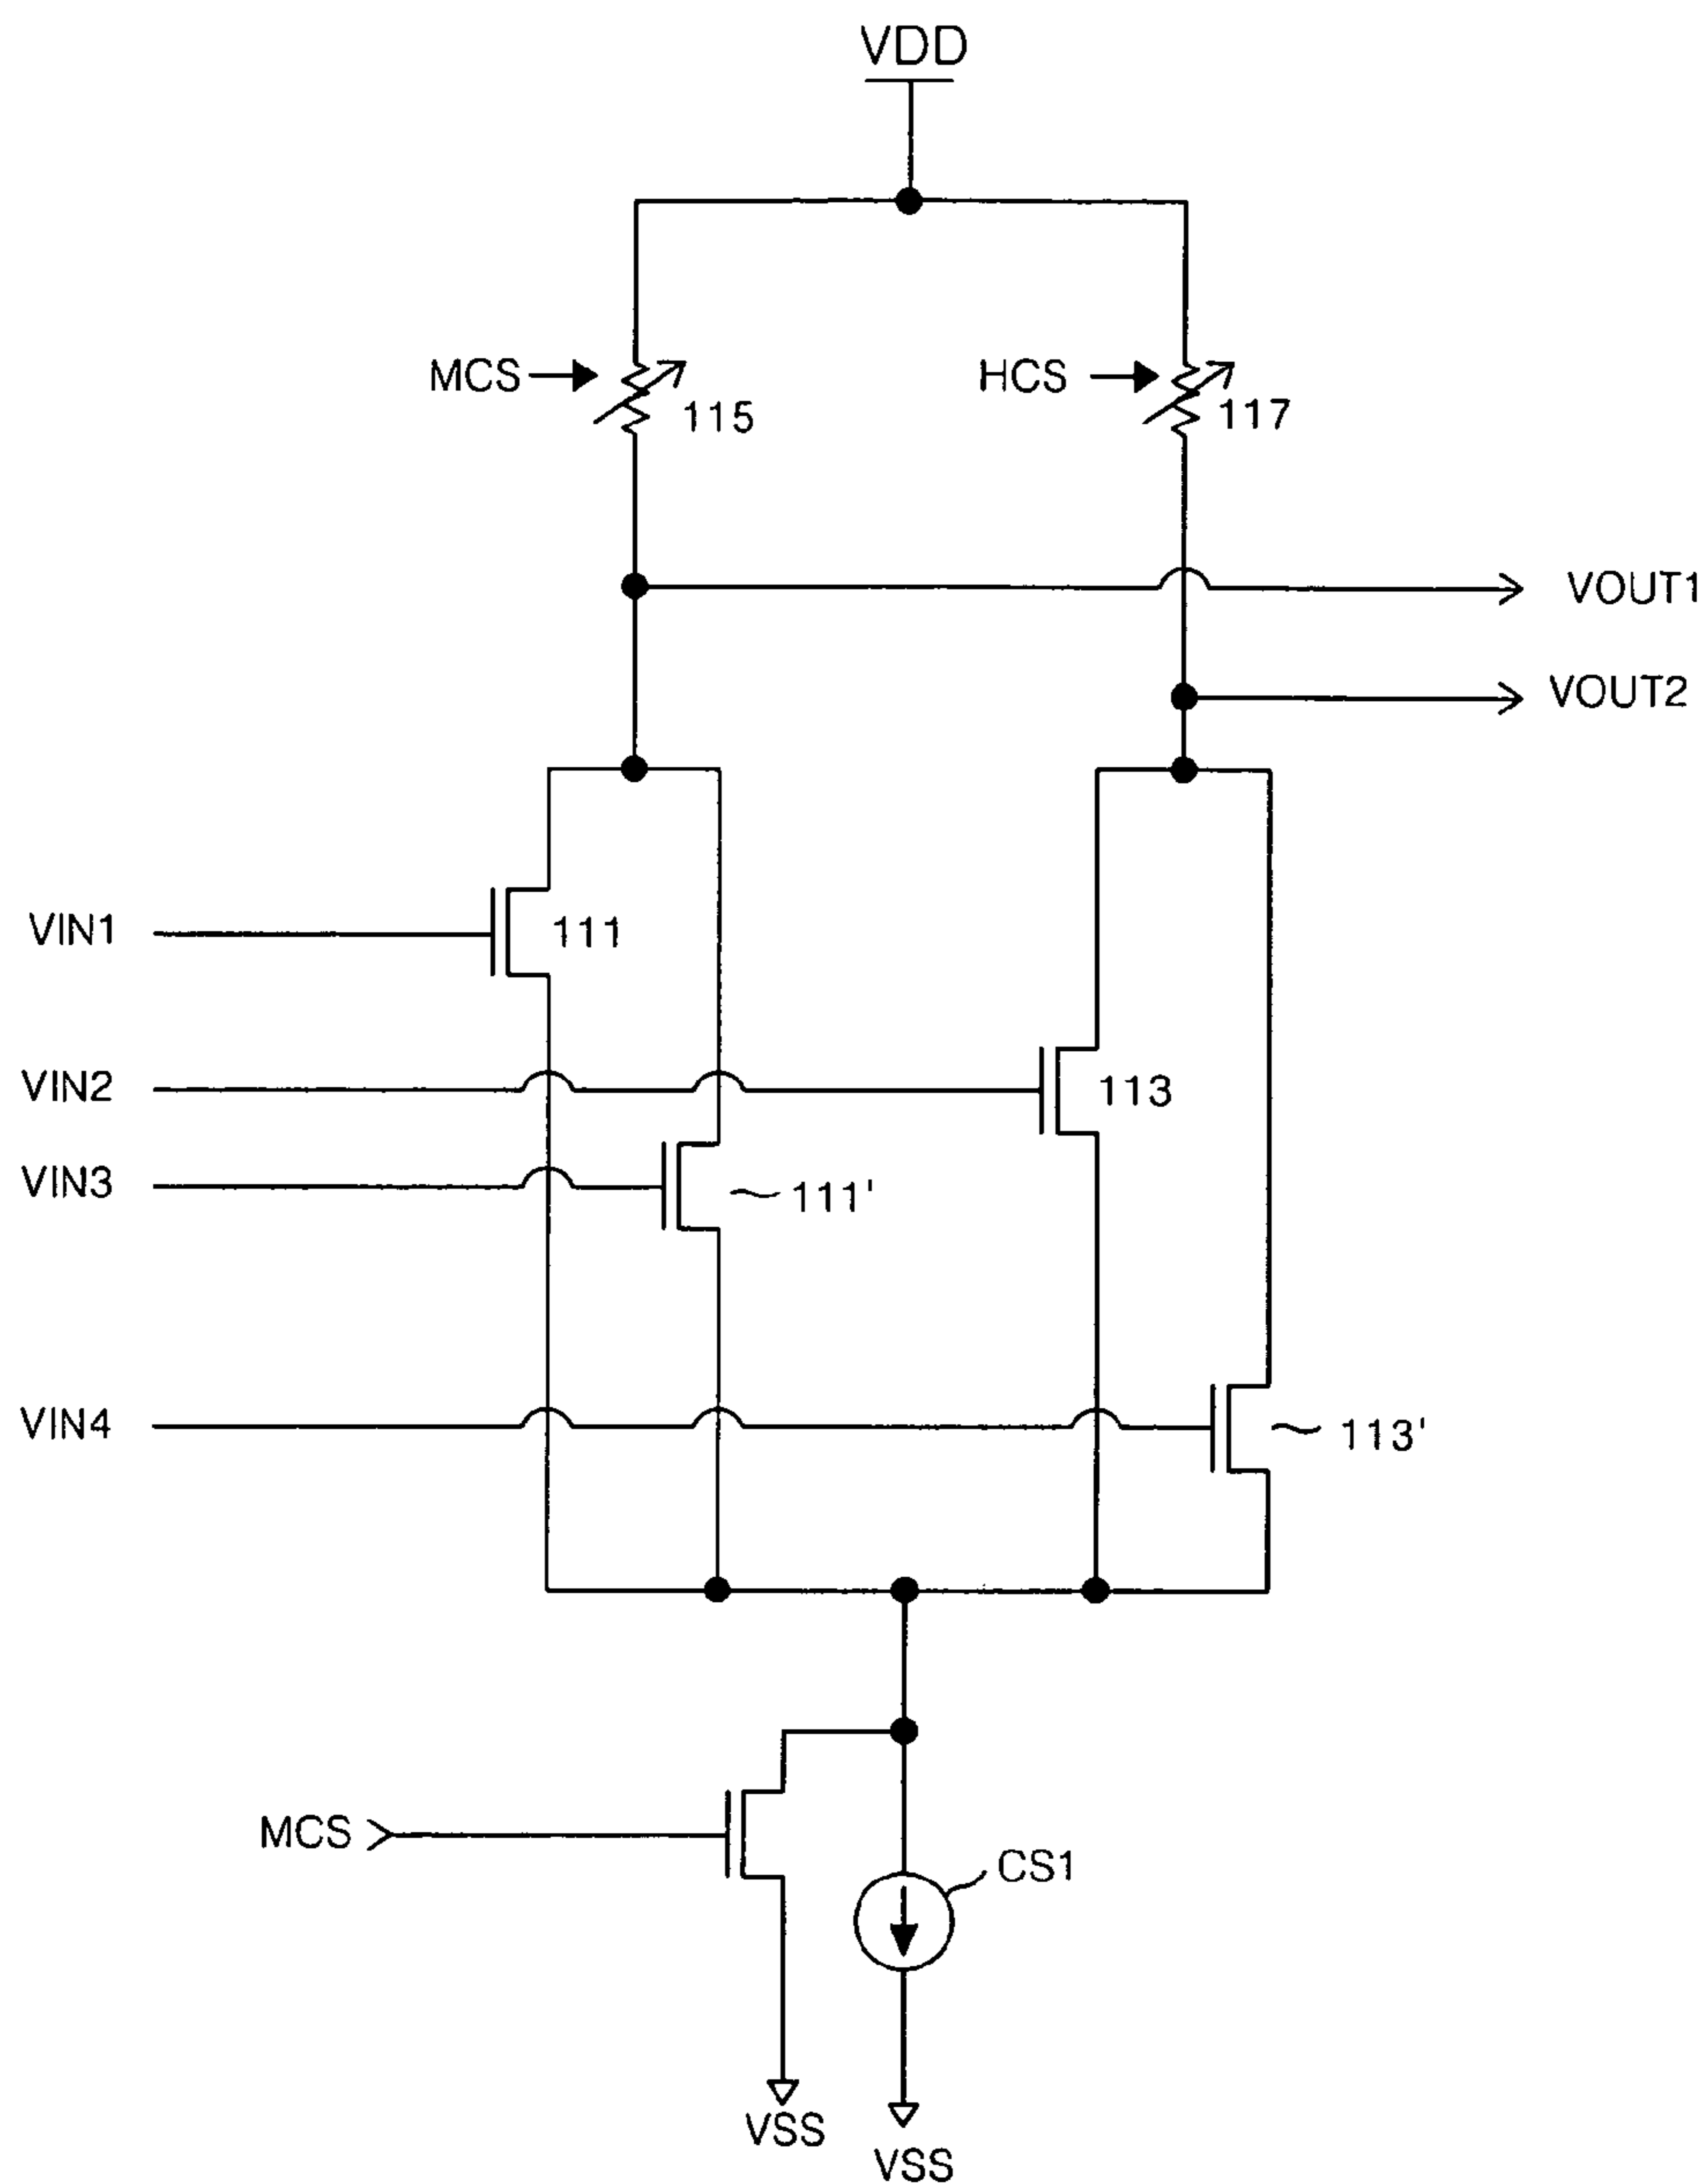 VDD
MCS
115
HCS
117
VOUT1
VOUT2
VIN1
111
VIN2
113
VIN3
111'
VIN4
113'
MCS
CS1
VSS
VSS